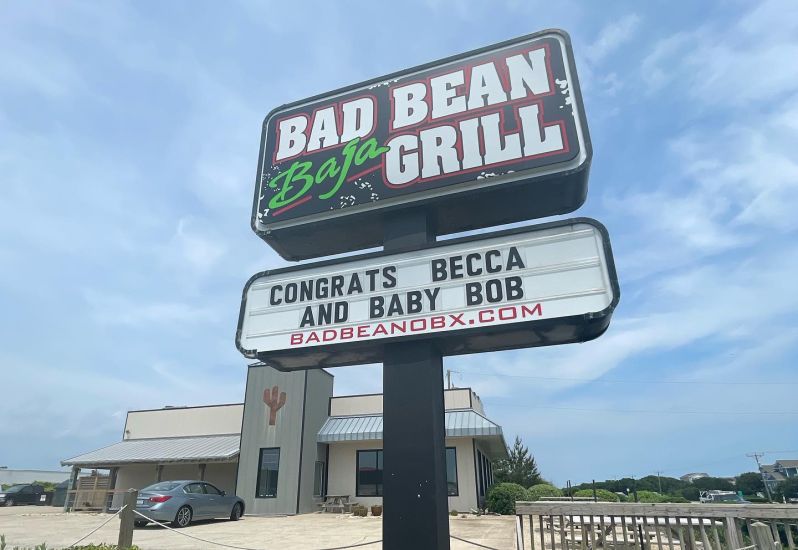 BAD BEAN
Baja GRILL
CONGRATS BECCA
AND BABY BOB
BADBEANOBX.COM